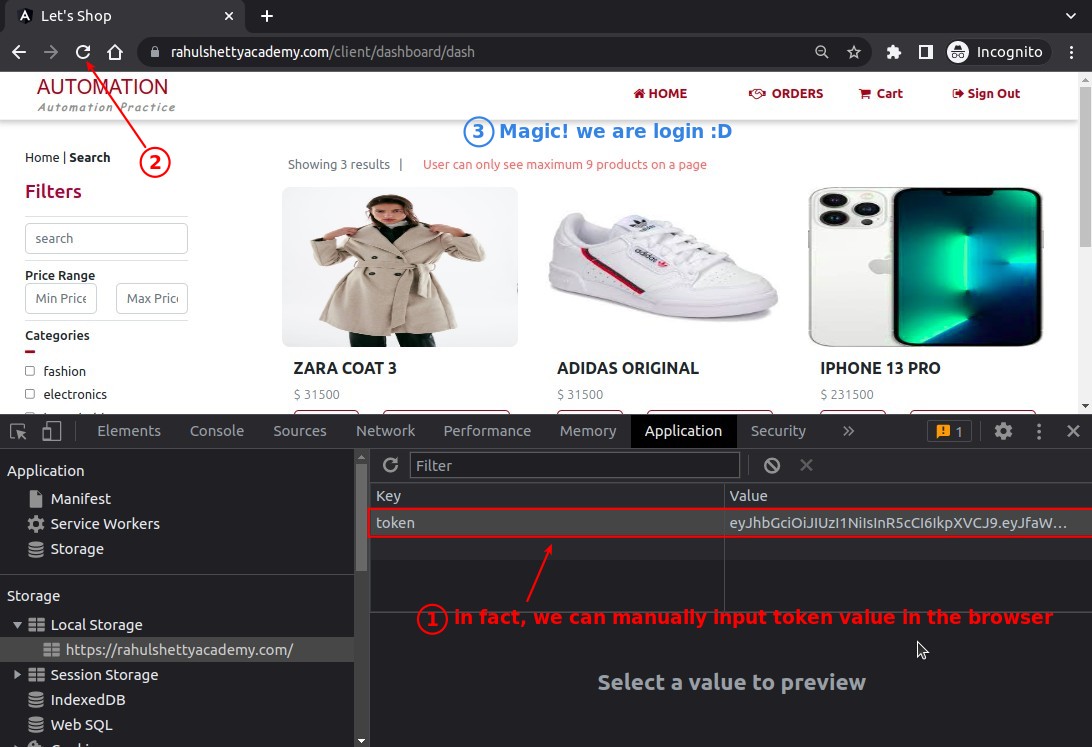 Let's Shop
rahulshettyacademy.com/client/dashboard/dash
Incognito
AUTOMATION
Automation Practice
HOME
ORDERS
Cart
Sign Out
3 Magic! we are login :D
2
Home | Search
Showing 3 results |
User can only see maximum 9 products on a page
Filters
search
Price Range
Min Price
Max Pric
Categories
fashion
electronics
adidas
ZARA COAT 3
$ 31500
ADIDAS ORIGINAL
$ 31500
IPHONE 13 PRO
$ 231500
Elements
Console
Sources
Network
Performance
Memory
Application
Security
1
Application
Manifest
Service Workers
Storage
Storage
Local Storage
https://rahulshettyacademy.com/
Session Storage
IndexedDB
Web SQL
Filter
Key
Value
token
eyJhbGciOiJIUzI1NiIsInR5cCI6IkpXVCJ9.eyJfaW…
1 in fact, we can manually input token value in the browser
Select a value to preview